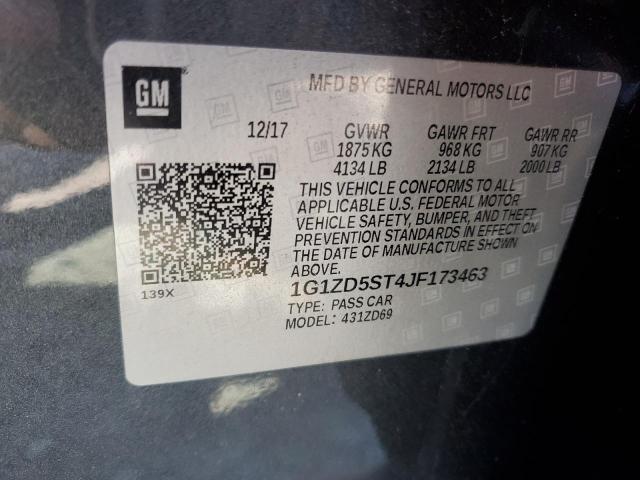 GM
MFD BY GENERAL MOTORS LLC
12/17 GVWR GAWR FRT GAWR RR
1875 KG 968 KG 907 KG
4134 LB 2134 LB 2000 LB
THIS VEHICLE CONFORMS TO ALL
APPLICABLE U.S. FEDERAL MOTOR
VEHICLE SAFETY, BUMPER, AND THEFT
PREVENTION STANDARDS IN EFFECT ON
THE DATE OF MANUFACTURE SHOWN
ABOVE.
139X
1G1ZD5ST4JF173463
TYPE: PASS CAR
MODEL: 431ZD69